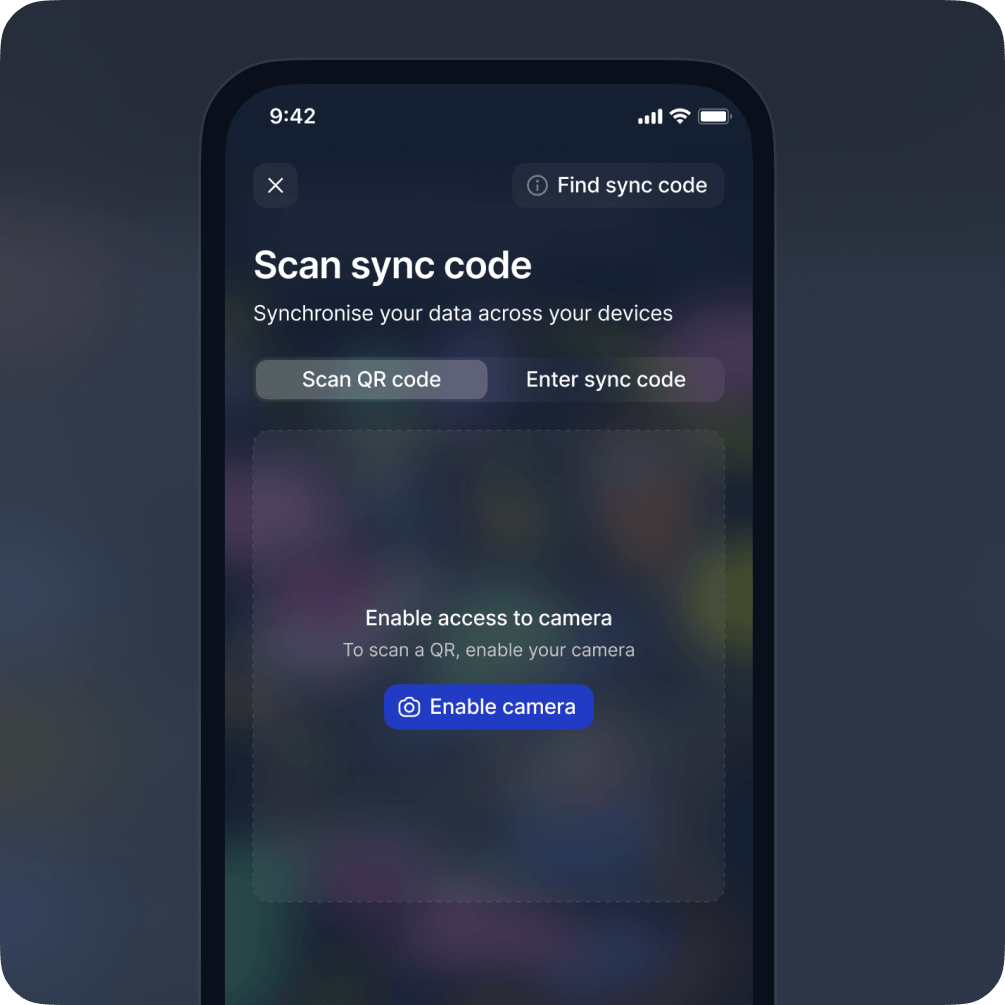 9:42
Find sync code
Scan sync code
Synchronise your data across your devices
Scan QR code
Enter sync code
Enable access to camera
To scan a QR, enable your camera
Enable camera